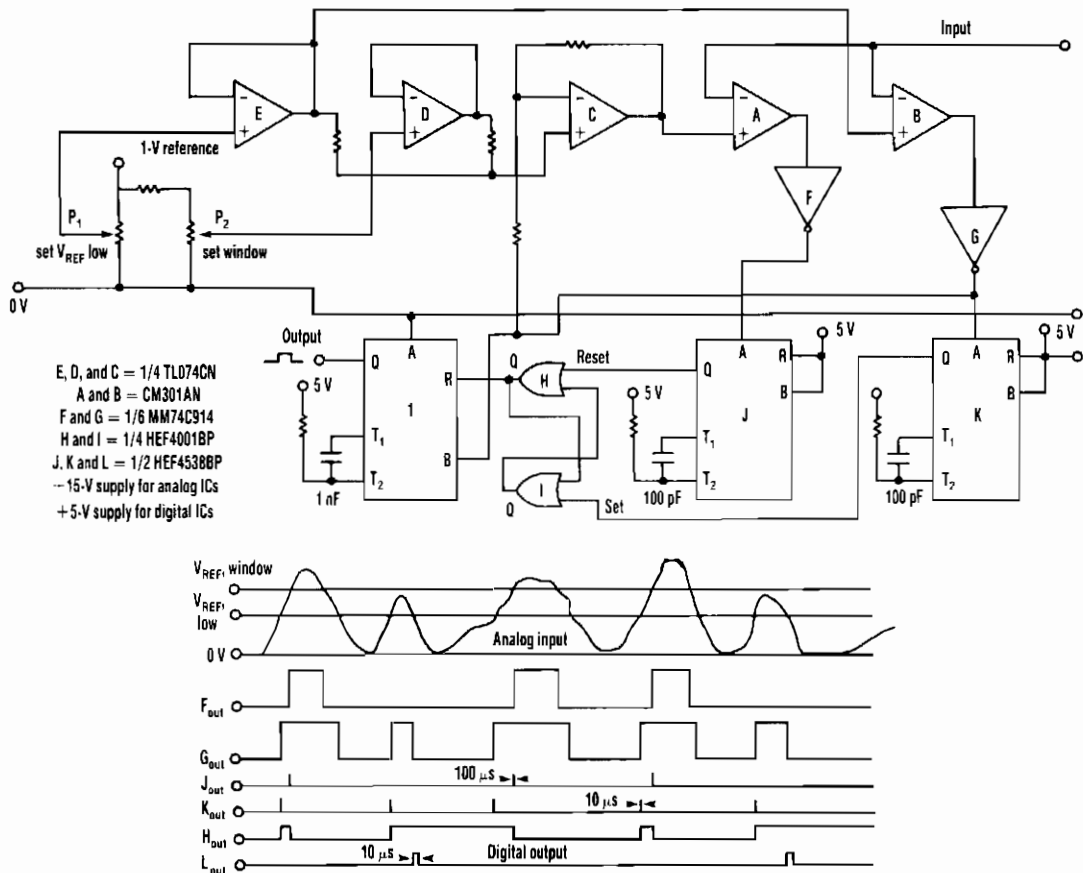 Input
E
D
C
A
B
1-V reference
F
G
P1
P2
set VREF low
set window
0 V
Output
Q
A
R
5 V
1
T1
T2
B
1 nF
Q
H
Reset
I
Q
Set
Q
A
R
B
5 V
5 V
J
T1
T2
100 pF
Q
A
R
B
5 V
K
T1
T2
100 pF
E, D, and C = 1/4 TL074CN
A and B = CM301AN
F and G = 1/6 MM74C914
H and I = 1/4 HEF4001BP
J, K and L = 1/2 HEF4538BP
–15-V supply for analog ICs
+5-V supply for digital ICs
VREF, window
VREF, low
Analog input
0 V
Fout
Gout
100 μs
Jout
10 μs
Kout
Hout
10 μs
Digital output
Lout